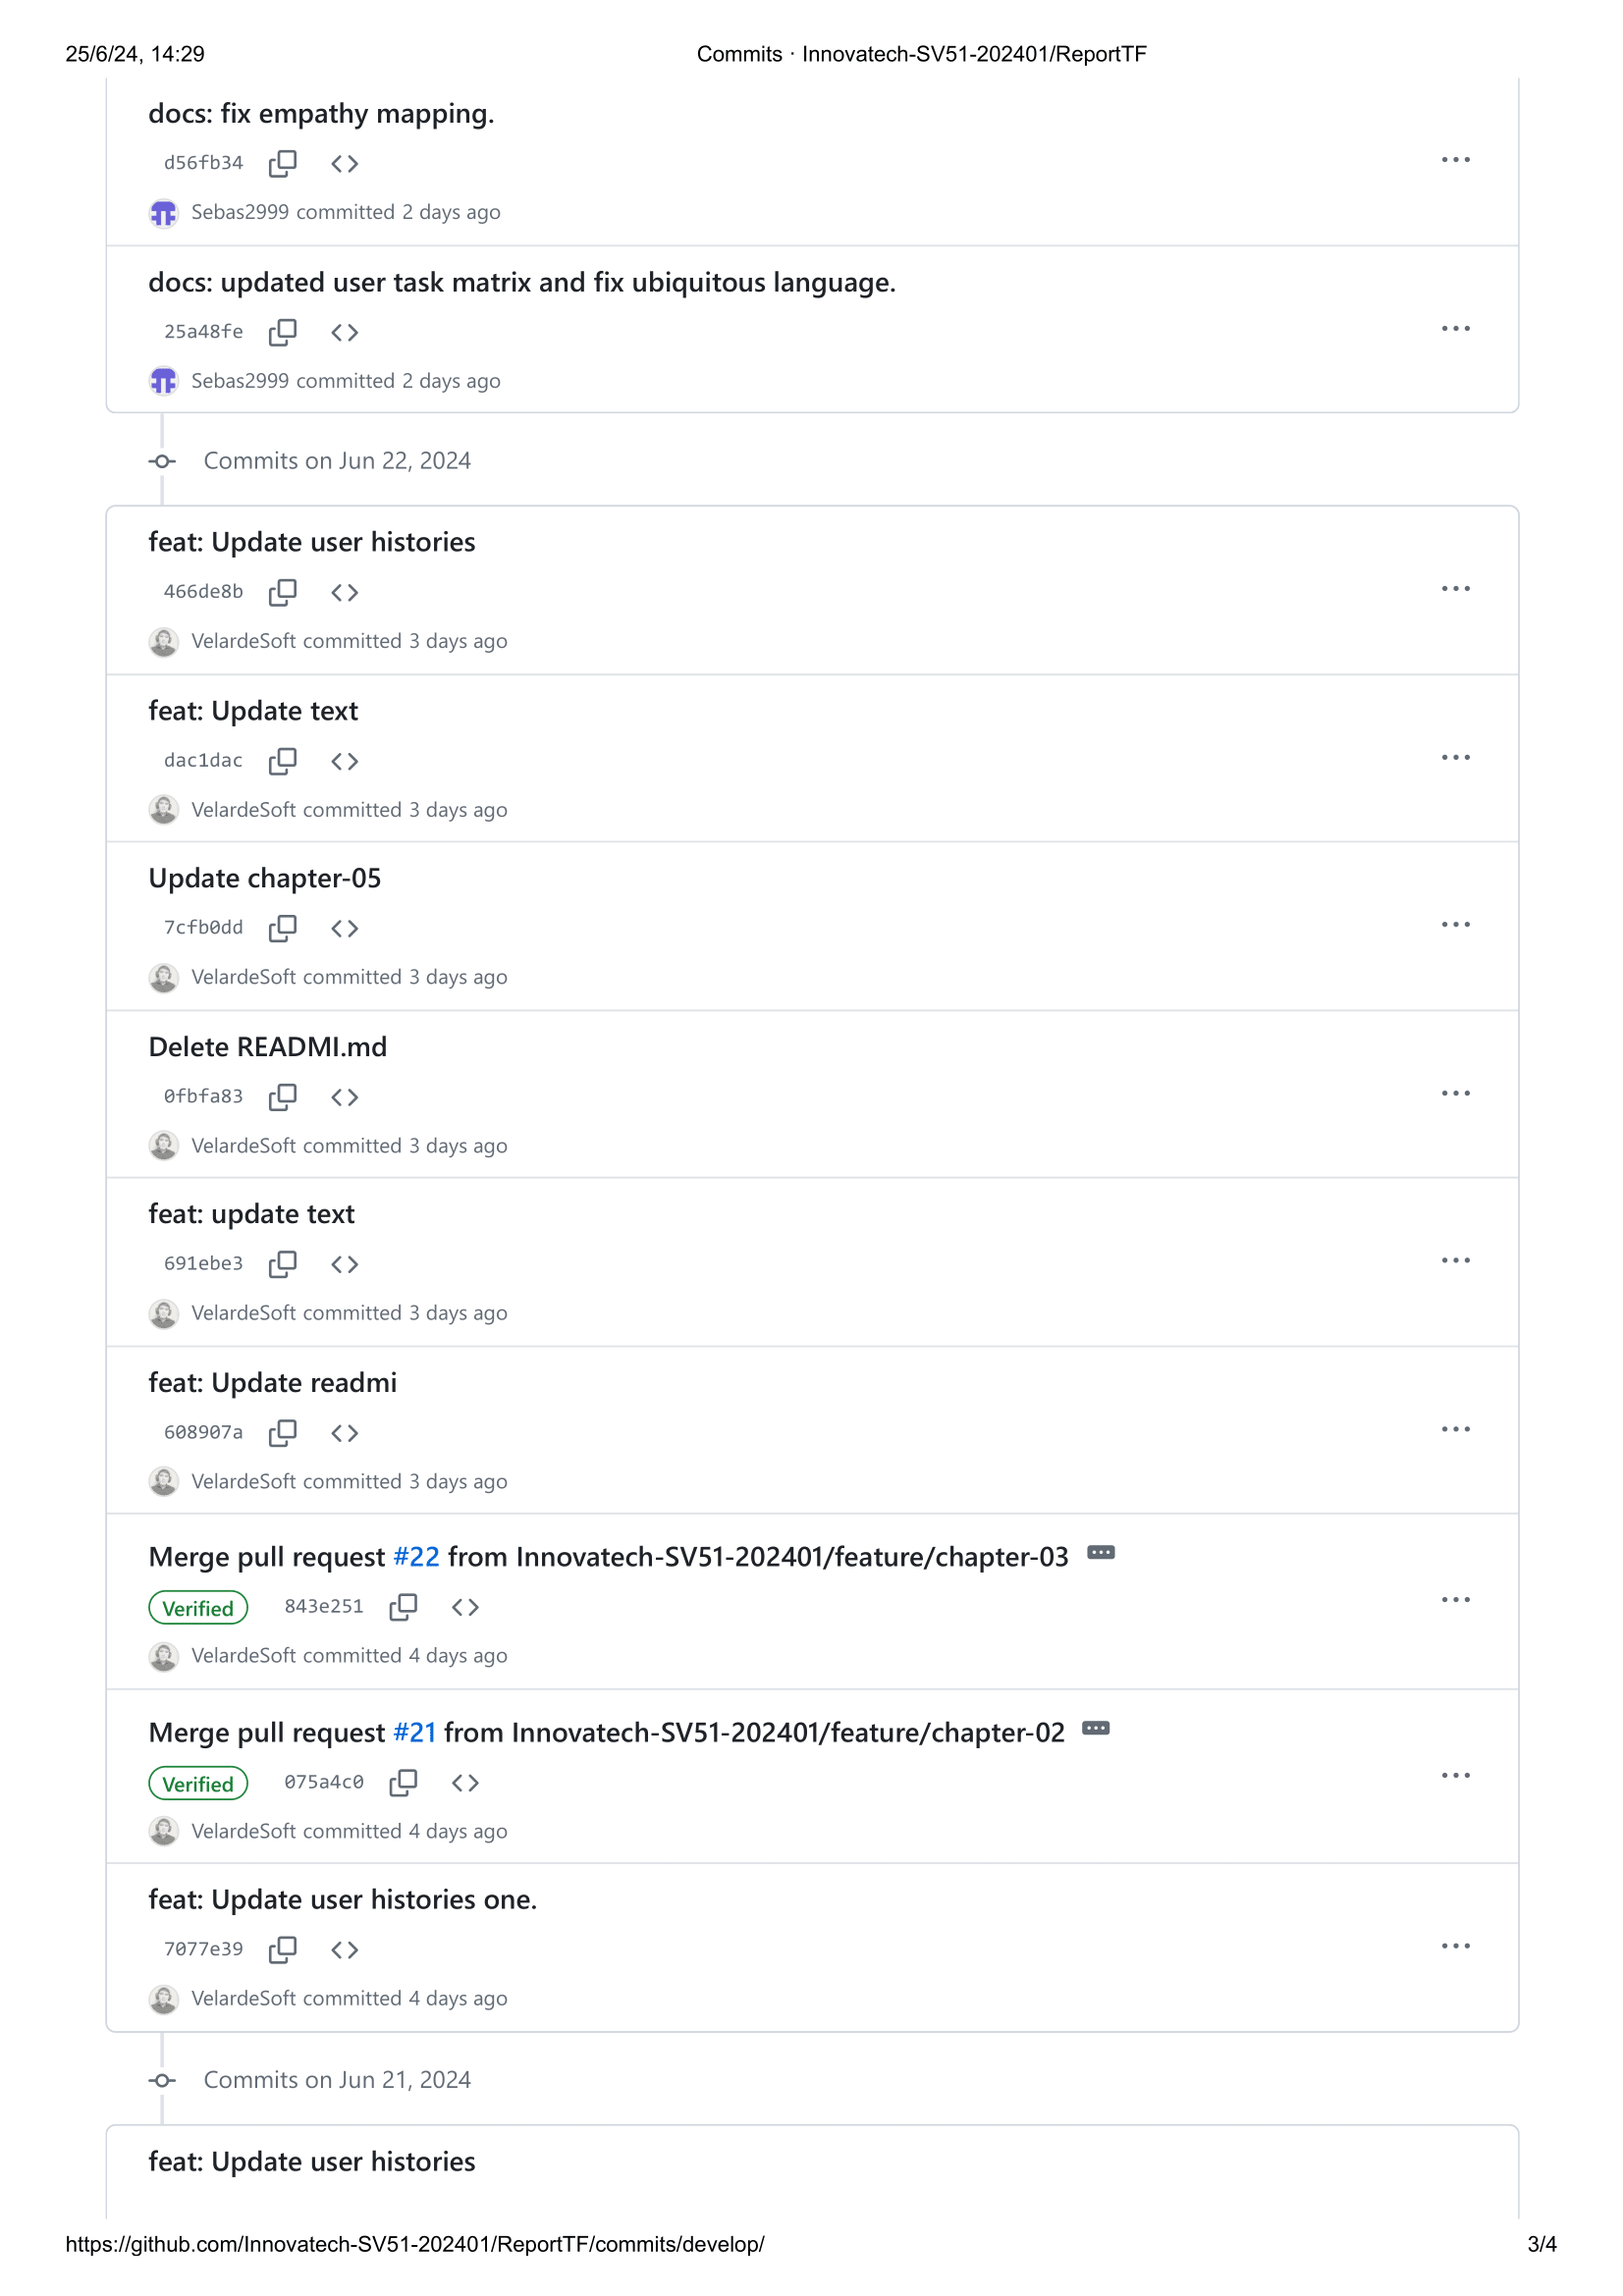 25/6/24, 14:29 Commits · Innovatech-SV51-202401/ReportTF
docs: fix empathy mapping.
d56fb34
Sebas2999 committed 2 days ago
docs: updated user task matrix and fix ubiquitous language.
25a48fe
Sebas2999 committed 2 days ago
Commits on Jun 22, 2024
feat: Update user histories
466de8b
VelardeSoft committed 3 days ago
feat: Update text
dac1dac
VelardeSoft committed 3 days ago
Update chapter-05
7cfb0dd
VelardeSoft committed 3 days ago
Delete READMI.md
0fbfa83
VelardeSoft committed 3 days ago
feat: update text
691ebe3
VelardeSoft committed 3 days ago
feat: Update readmi
608907a
VelardeSoft committed 3 days ago
Merge pull request #22 from Innovatech-SV51-202401/feature/chapter-03
Verified 843e251
VelardeSoft committed 4 days ago
Merge pull request #21 from Innovatech-SV51-202401/feature/chapter-02
Verified 075a4c0
VelardeSoft committed 4 days ago
feat: Update user histories one.
7077e39
VelardeSoft committed 4 days ago
Commits on Jun 21, 2024
feat: Update user histories
https://github.com/Innovatech-SV51-202401/ReportTF/commits/develop/ 3/4